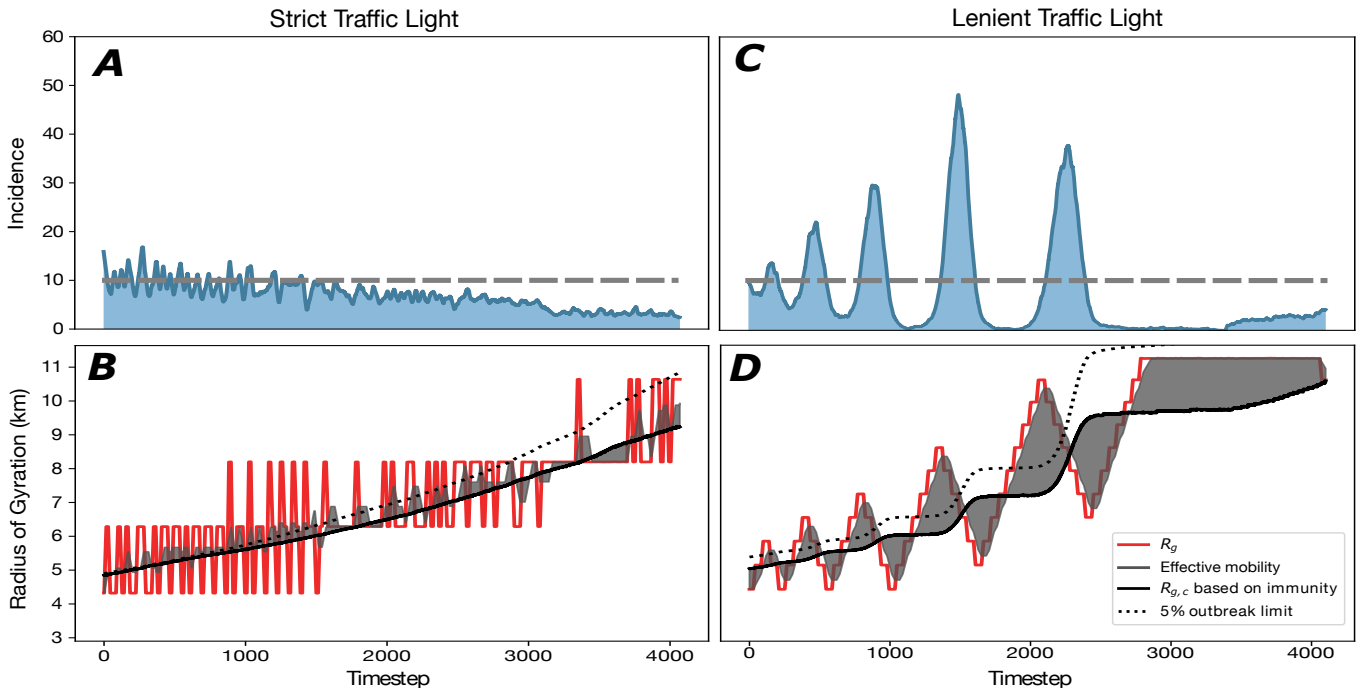 Strict Traffic Light
Lenient Traffic Light
A
C
Incidence
60
50
40
30
20
10
0
B
D
Radius of Gyration (km)
11
10
9
8
7
6
5
4
3
R_g
Effective mobility
R_g,c based on immunity
5% outbreak limit
0 1000 2000 3000 4000
0 1000 2000 3000 4000
Timestep
Timestep